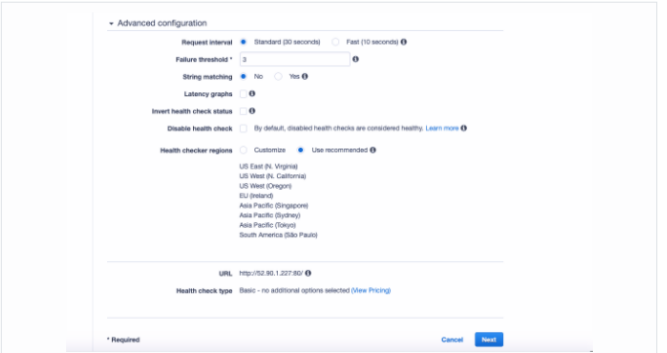 Advanced configuration
Request interval Standard (30 seconds) Fast (10 seconds)
Failure threshold * 3
String matching No Yes
Latency graphs
Invert health check status
Disable health check By default, disabled health checks are considered healthy. Learn more
Health checker regions Customize Use recommended
US East (N. Virginia)
US West (N. California)
US West (Oregon)
EU (Ireland)
Asia Pacific (Singapore)
Asia Pacific (Sydney)
Asia Pacific (Tokyo)
South America (São Paulo)
URL http://52.90.1.227:80/
Health check type Basic - no additional options selected (View Pricing)
* Required Cancel Next